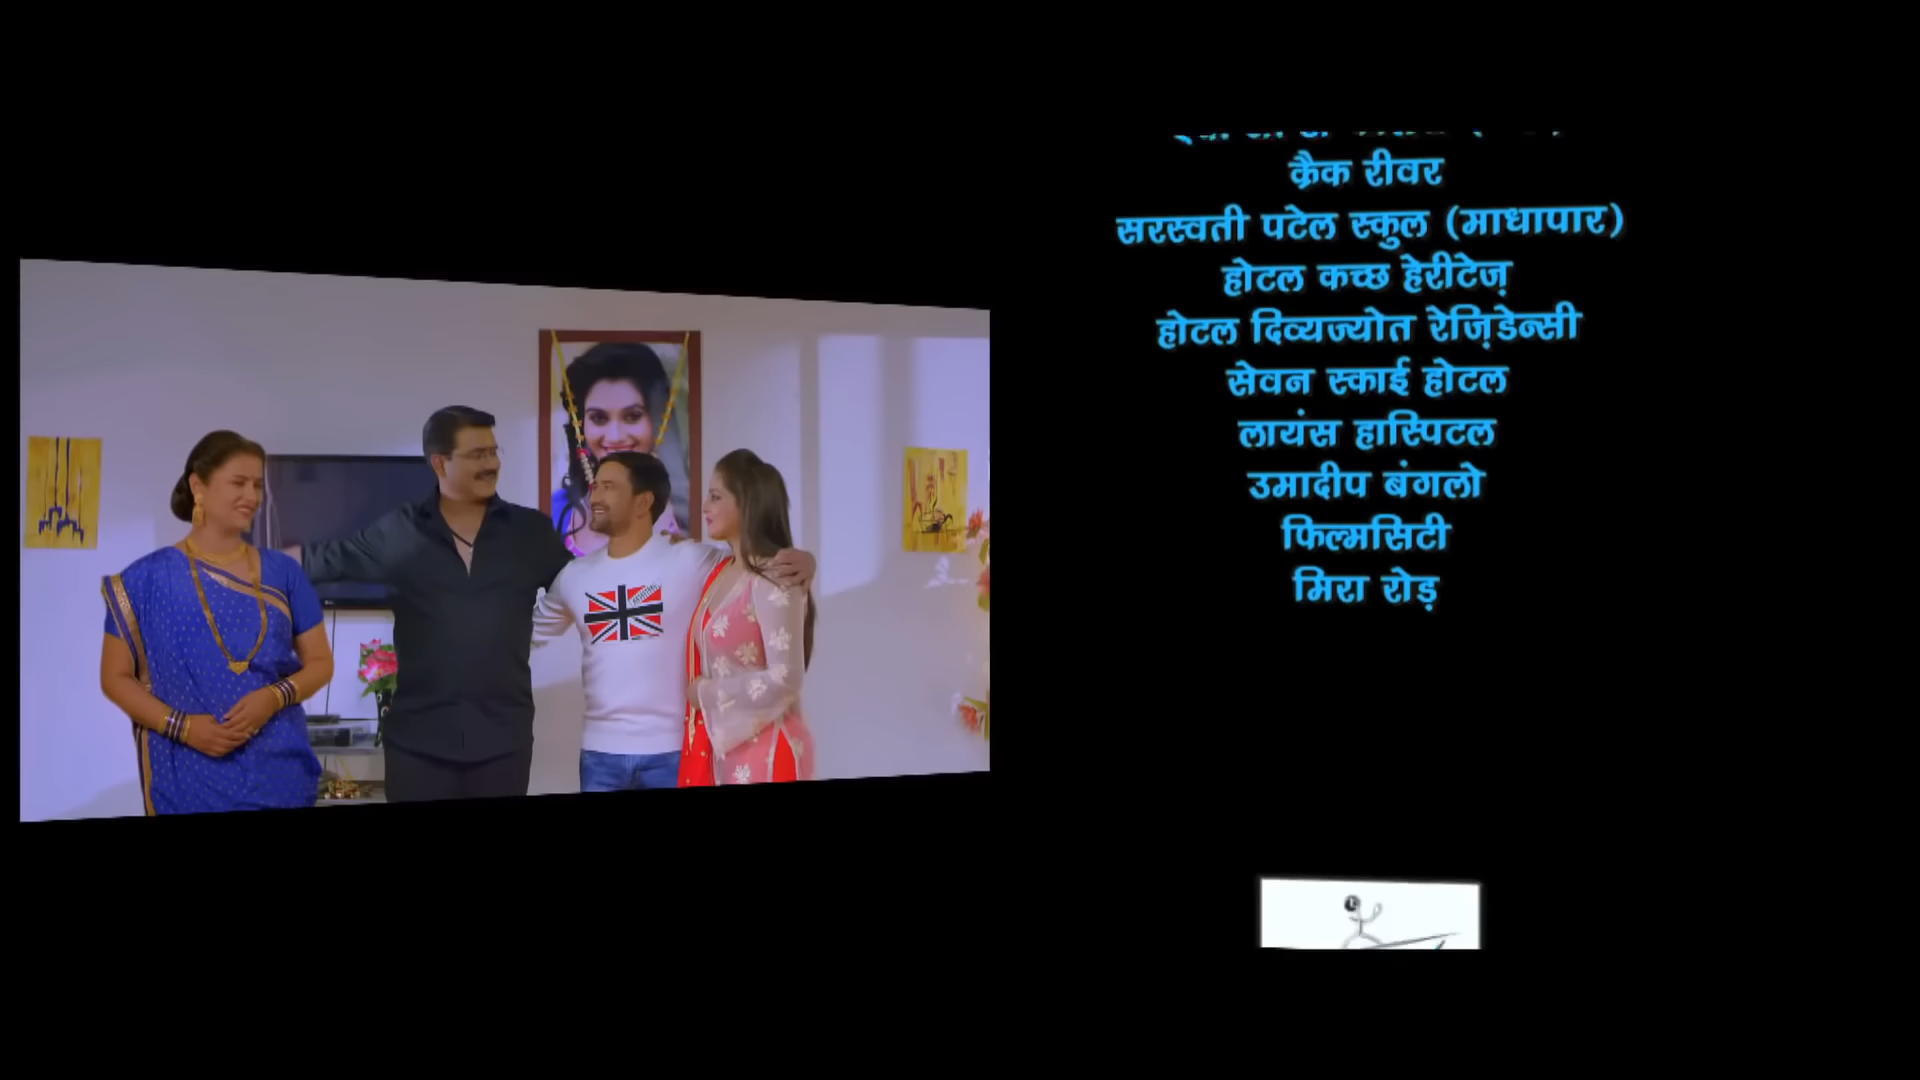 क्रैक रीवर
सरस्वती पटेल स्कुल (माधापार)
होटल कच्छ हेरीटेज़
होटल दिव्यज्योत रेज़िडेन्सी
सेवन स्काई होटल
लायंस हास्पिटल
उमादीप बंगलो
फिल्मसिटी
मिरा रोड़